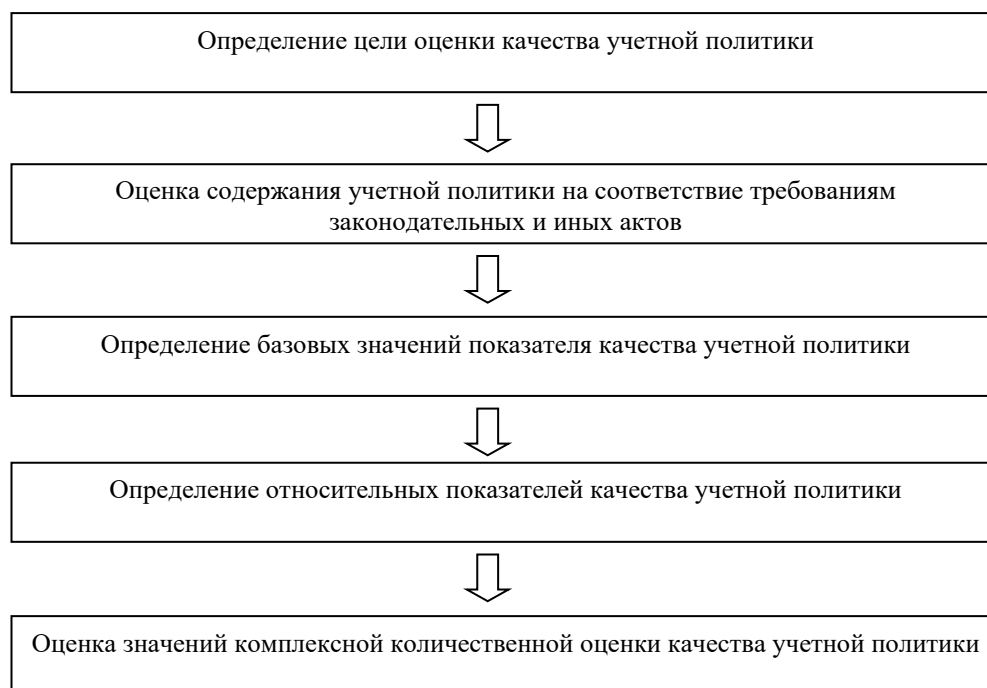 Определение цели оценки качества учетной политики
Оценка содержания учетной политики на соответствие требованиям
законодательных и иных актов
Определение базовых значений показателя качества учетной политики
Определение относительных показателей качества учетной политики
Оценка значений комплексной количественной оценки качества учетной политики